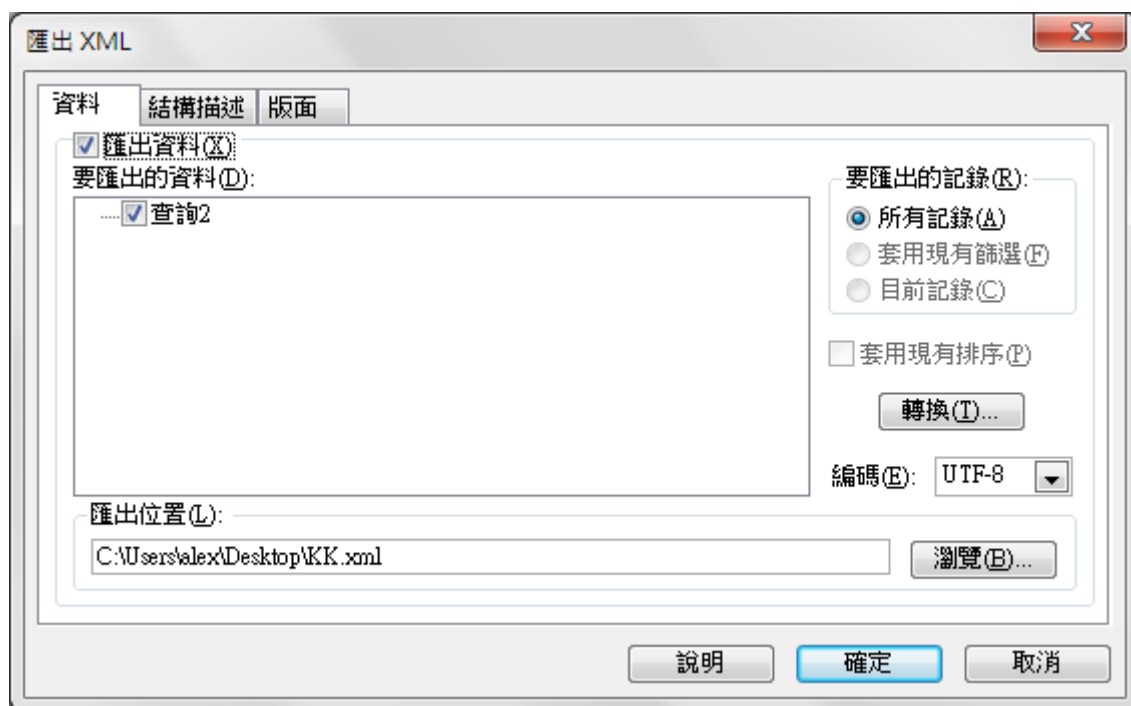 匯出 XML
資料
結構描述
版面
匯出資料(X)
要匯出的資料(D):
查詢2
要匯出的記錄(R):
所有記錄(A)
套用現有篩選(F)
目前記錄(C)
套用現有排序(P)
轉換(T)...
編碼(E): UTF-8
匯出位置(L):
C:\Users\alex\Desktop\KK.xml
瀏覽(B)...
說明
確定
取消